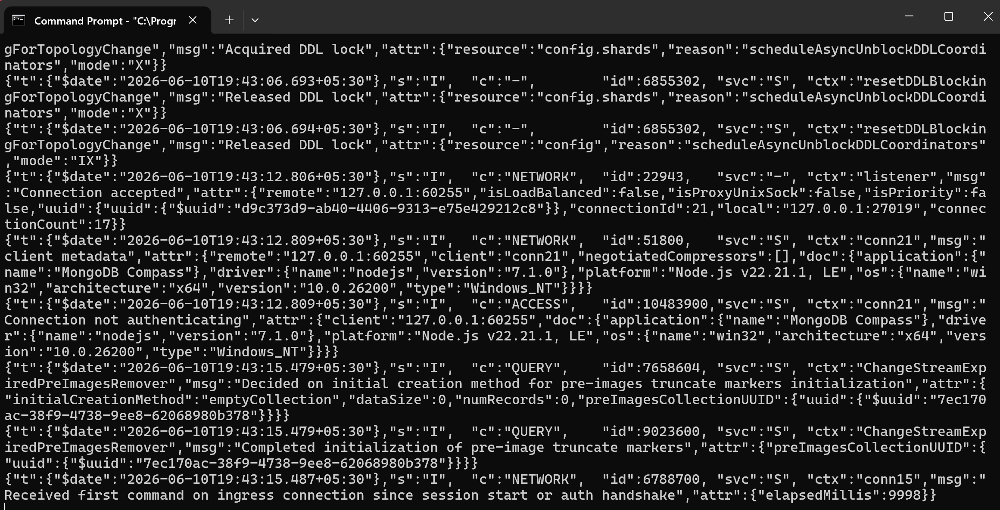 Command Prompt - "C:\Progr
gForTopologyChange","msg":"Acquired DDL lock","attr":{"resource":"config.shards","reason":"scheduleAsyncUnblockDDLCoordi
nators","mode":"X"}}
{"t":{"$date":"2026-06-10T19:43:06.693+05:30"},"s":"I",  "c":"-",        "id":6855302, "svc":"S", "ctx":"resetDDLBlockin
gForTopologyChange","msg":"Released DDL lock","attr":{"resource":"config.shards","reason":"scheduleAsyncUnblockDDLCoordi
nators","mode":"X"}}
{"t":{"$date":"2026-06-10T19:43:06.694+05:30"},"s":"I",  "c":"-",        "id":6855302, "svc":"S", "ctx":"resetDDLBlockin
gForTopologyChange","msg":"Released DDL lock","attr":{"resource":"config","reason":"scheduleAsyncUnblockDDLCoordinators"
,"mode":"IX"}}
{"t":{"$date":"2026-06-10T19:43:12.806+05:30"},"s":"I",  "c":"NETWORK",  "id":22943,   "svc":"-", "ctx":"listener","msg"
:"Connection accepted","attr":{"remote":"127.0.0.1:60255","isLoadBalanced":false,"isProxyUnixSock":false,"isPriority":fa
lse,"uuid":{"uuid":{"$uuid":"d9c373d9-ab40-4406-9313-e75e429212c8"}},"connectionId":21,"local":"127.0.0.1:27019","connec
tionCount":17}}
{"t":{"$date":"2026-06-10T19:43:12.809+05:30"},"s":"I",  "c":"NETWORK",  "id":51800,   "svc":"S", "ctx":"conn21","msg":"
client metadata","attr":{"remote":"127.0.0.1:60255","client":"conn21","negotiatedCompressors":[],"doc":{"application":{"
name":"MongoDB Compass"},"driver":{"name":"nodejs","version":"7.1.0"},"platform":"Node.js v22.21.1, LE","os":{"name":"wi
n32","architecture":"x64","version":"10.0.26200","type":"Windows_NT"}}}}
{"t":{"$date":"2026-06-10T19:43:12.809+05:30"},"s":"I",  "c":"ACCESS",   "id":10483900,"svc":"S", "ctx":"conn21","msg":"
Connection not authenticating","attr":{"client":"127.0.0.1:60255","doc":{"application":{"name":"MongoDB Compass"},"drive
r":{"name":"nodejs","version":"7.1.0"},"platform":"Node.js v22.21.1, LE","os":{"name":"win32","architecture":"x64","vers
ion":"10.0.26200","type":"Windows_NT"}}}}
{"t":{"$date":"2026-06-10T19:43:15.479+05:30"},"s":"I",  "c":"QUERY",    "id":7658604, "svc":"S", "ctx":"ChangeStreamExp
iredPreImagesRemover","msg":"Decided on initial creation method for pre-images truncate markers initialization","attr":{
"initialCreationMethod":"emptyCollection","dataSize":0,"numRecords":0,"preImagesCollectionUUID":{"uuid":{"$uuid":"7ec170
ac-38f9-4738-9ee8-62068980b378"}}}}
{"t":{"$date":"2026-06-10T19:43:15.479+05:30"},"s":"I",  "c":"QUERY",    "id":9023600, "svc":"S", "ctx":"ChangeStreamExp
iredPreImagesRemover","msg":"Completed initialization of pre-image truncate markers","attr":{"preImagesCollectionUUID":{
"uuid":{"$uuid":"7ec170ac-38f9-4738-9ee8-62068980b378"}}}}
{"t":{"$date":"2026-06-10T19:43:15.487+05:30"},"s":"I",  "c":"NETWORK",  "id":6788700, "svc":"S", "ctx":"conn15","msg":"
Received first command on ingress connection since session start or auth handshake","attr":{"elapsedMillis":9998}}